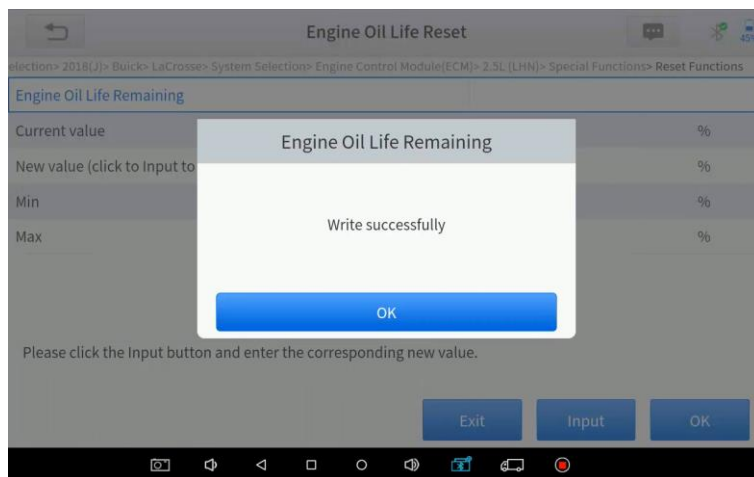 Engine Oil Life Reset
election> 2018(J)> Buick> LaCrosse> System Selection> Engine Control Module(ECM)> 2.5L (LHN)> Special Functions> Reset Functions
Engine Oil Life Remaining
Current value %
New value (click to Input to %
Min %
Max %
Engine Oil Life Remaining
Write successfully
OK
Please click the Input button and enter the corresponding new value.
Exit Input OK